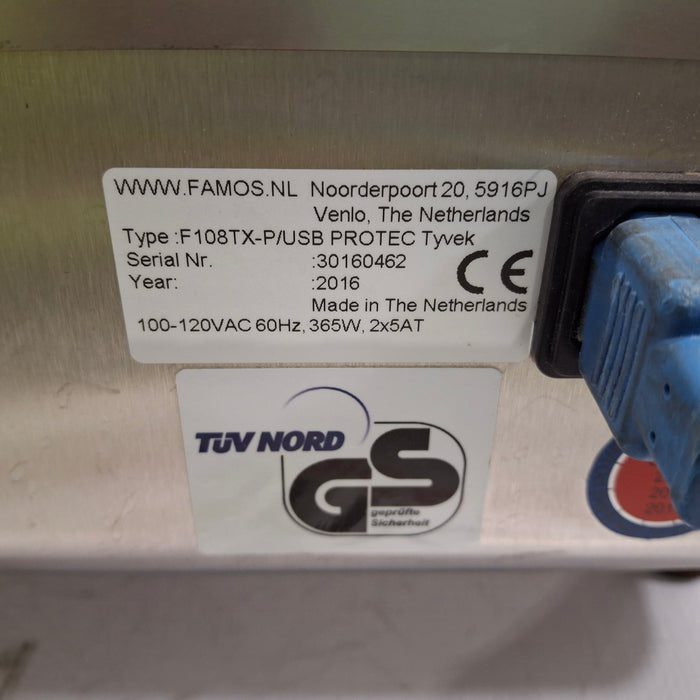 WWW.FAMOS.NL Noorderpoort 20, 5916PJ
Venlo, The Netherlands
Type :F108TX-P/USB PROTEC Tyvek
Serial Nr. :30160462
Year: :2016
Made in The Netherlands
100-120VAC 60Hz, 365W, 2x5AT
CE
TÜV NORD
GS
geprüfte
Sicherheit